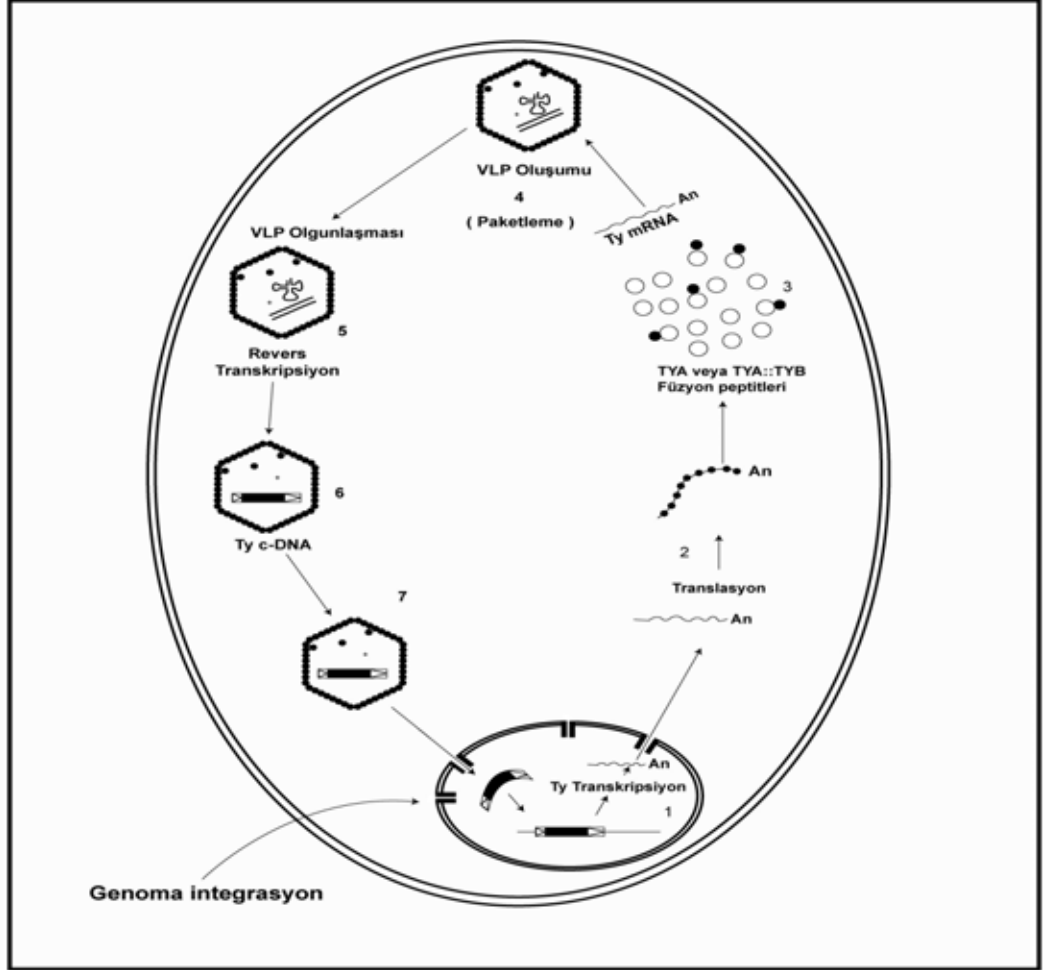 VLP Oluşumu
4
( Paketleme )
An
Ty mRNA
3
TYA veya TYA::TYB
Füzyon peptitleri
An
2
Translasyon
An
An
Ty Transkripsiyon
1
VLP Olgunlaşması
5
Revers
Transkripsiyon
6
Ty c-DNA
7
Genoma integrasyon